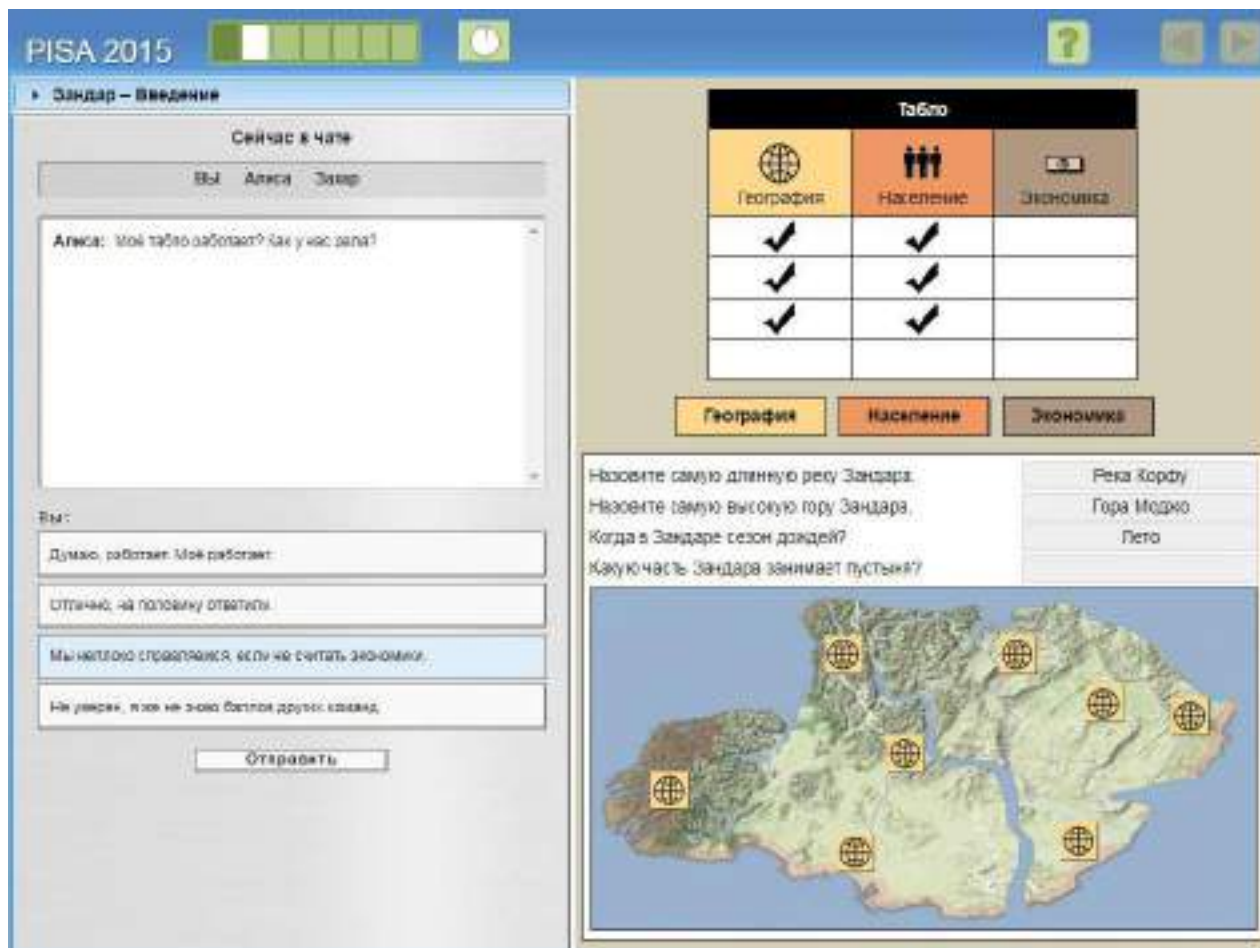 PISA 2015
?
Зандар – Введение
Сейчас в чате
ВЫ Алиса Захар
Алиса: Моё табло работает? Как у нас дела?
Вы:
Думаю, работает. Моё работает.
Отлично, на половину ответили.
Мы неплохо справляемся, если не считать экономики.
Не уверен, я же не знаю баллов других команд.
Отправить
Табло
География Население Экономика
География Население Экономика
Назовите самую длинную реку Зандара. Река Корфу
Назовите самую высокую гору Зандара. Гора Моджо
Когда в Зандаре сезон дождей? Лето
Какую часть Зандара занимает пустыня?